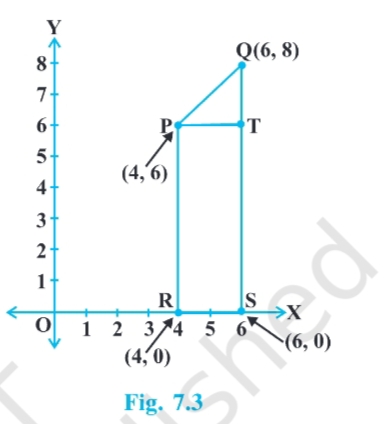 Y
Q(6, 8)
8
7
6
P
T
5
(4, 6)
4
3
2
1
R
S
X
O
1 2 3 4 5 6
(4, 0)
(6, 0)
Fig. 7.3